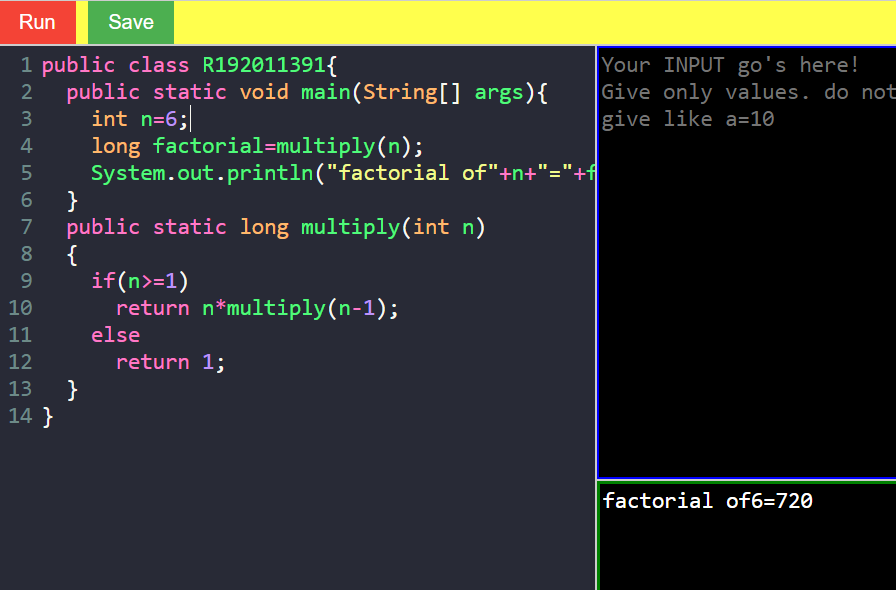 Run Save
1 public class R192011391{
2 public static void main(String[] args){
3 int n=6;
4 long factorial=multiply(n);
5 System.out.println("factorial of"+n+"="+f
6 }
7 public static long multiply(int n)
8 {
9 if(n>=1)
10 return n*multiply(n-1);
11 else
12 return 1;
13 }
14 }
Your INPUT go's here!
Give only values. do not
give like a=10
factorial of6=720